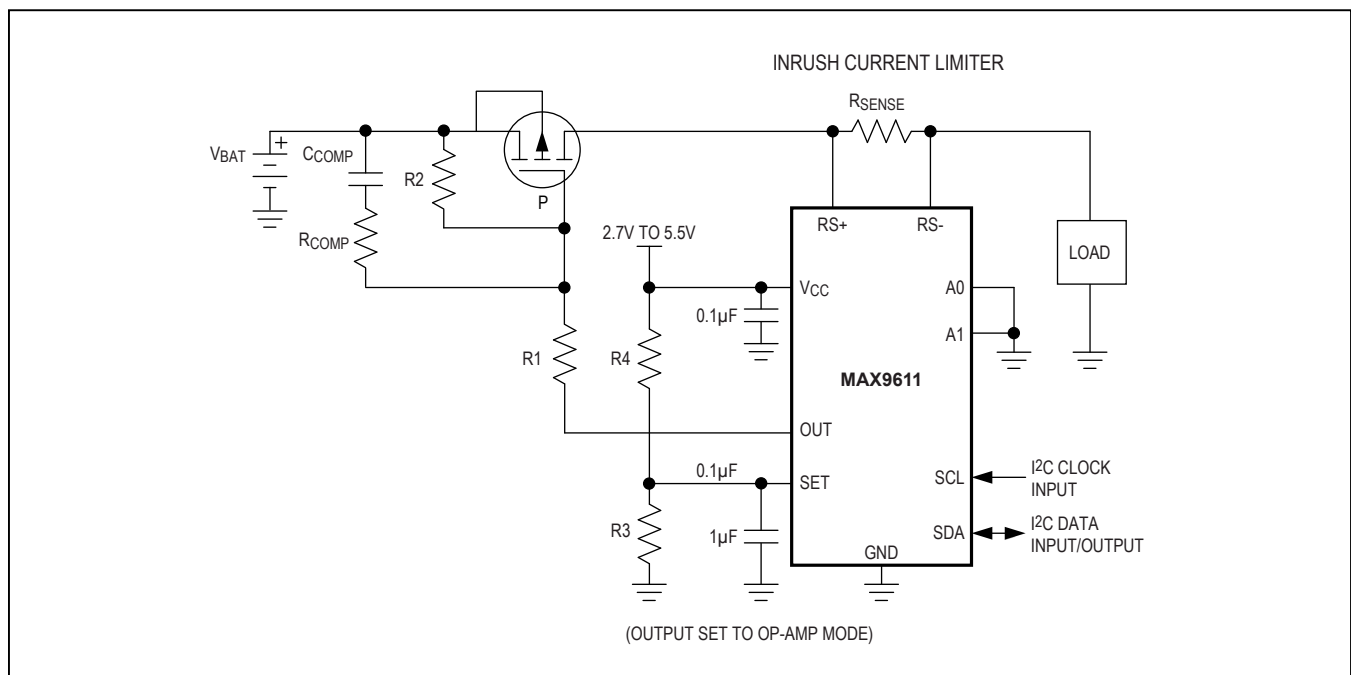 INRUSH CURRENT LIMITER
RSENSE
VBAT
+
CCOMP
R2
P
RCOMP
2.7V TO 5.5V
RS+
RS-
LOAD
VCC
A0
0.1µF
A1
R1
R4
MAX9611
OUT
0.1µF
SET
SCL
I2C CLOCK
INPUT
R3
1µF
SDA
I2C DATA
INPUT/OUTPUT
GND
(OUTPUT SET TO OP-AMP MODE)